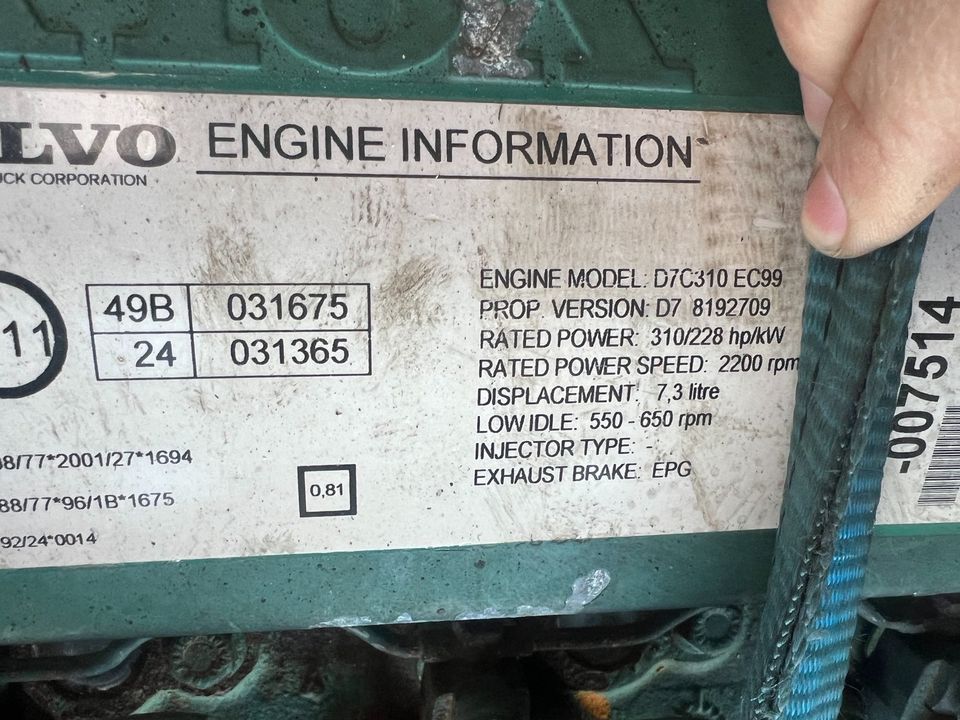 LVO
UCK CORPORATION
ENGINE INFORMATION
11
49B 031675
24 031365
ENGINE MODEL: D7C310 EC99
PROP. VERSION: D7 8192709
RATED POWER: 310/228 hp/kW
RATED POWER SPEED: 2200 rpm
DISPLACEMENT: 7,3 litre
LOW IDLE: 550 - 650 rpm
INJECTOR TYPE: -
EXHAUST BRAKE: EPG
88/77*2001/27*1694
88/77*96/1B*1675
92/24*0014
0,81
-007514